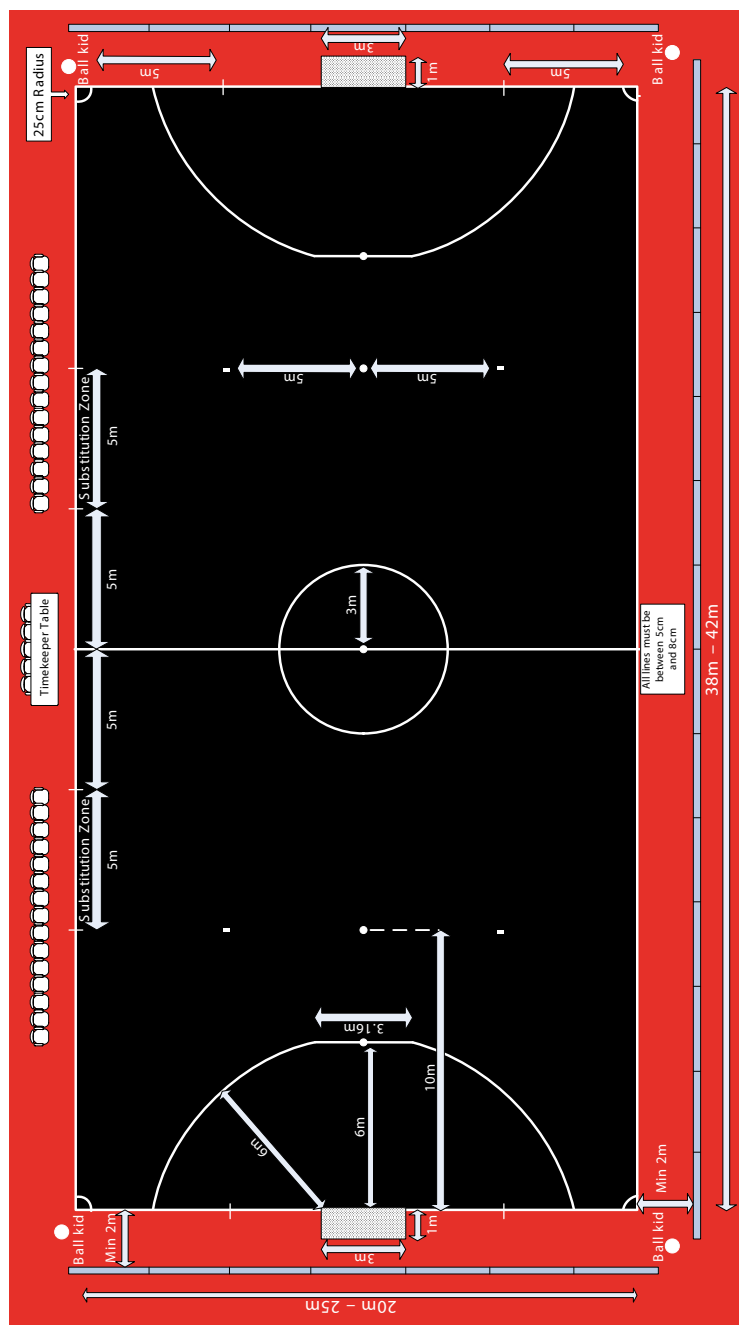 Ball kid
3m
Ball kid
5m
1m
5m
25cm Radius
5m
5m
Substitution Zone
5m
5m
3m
Timekeeper Table
All lines must be
between 5cm
and 8cm
38m – 42m
5m
Substitution Zone
5m
3.16m
10m
6m
6m
Min 2m
Ball kid
Min 2m
1m
3m
Ball kid
20m – 25m